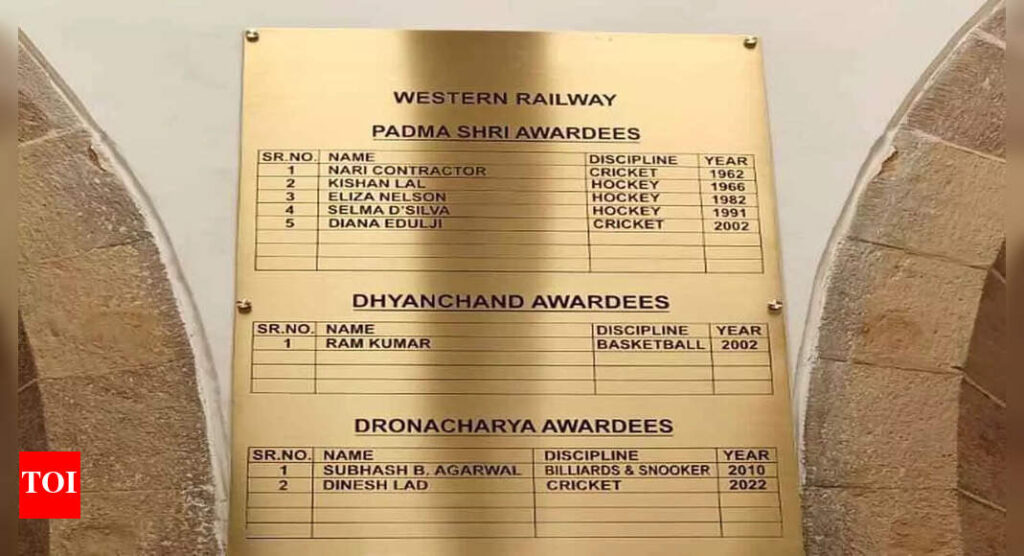 WESTERN RAILWAY
PADMA SHRI AWARDEES
SR.NO. NAME DISCIPLINE YEAR
1 NARI CONTRACTOR CRICKET 1962
2 KISHAN LAL HOCKEY 1966
3 ELIZA NELSON HOCKEY 1982
4 SELMA D'SILVA HOCKEY 1991
5 DIANA EDULJI CRICKET 2002
DHYANCHAND AWARDEES
SR.NO. NAME DISCIPLINE YEAR
1 RAM KUMAR BASKETBALL 2002
DRONACHARYA AWARDEES
SR.NO. NAME DISCIPLINE YEAR
1 SUBHASH B. AGARWAL BILLIARDS & SNOOKER 2010
2 DINESH LAD CRICKET 2022
TOI